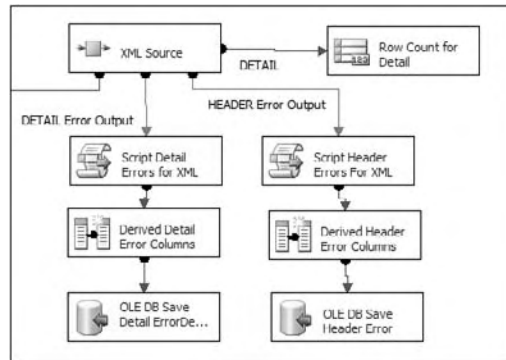 XML Source
DETAIL
Row Count for
Detail
DETAIL Error Output
HEADER Error Output
Script Detail
Errors for XML
Script Header
Errors For XML
Derived Detail
Error Columns
Derived Header
Error Columns
OLE DB Save
Detail ErrorDe...
OLE DB Save
Header Error